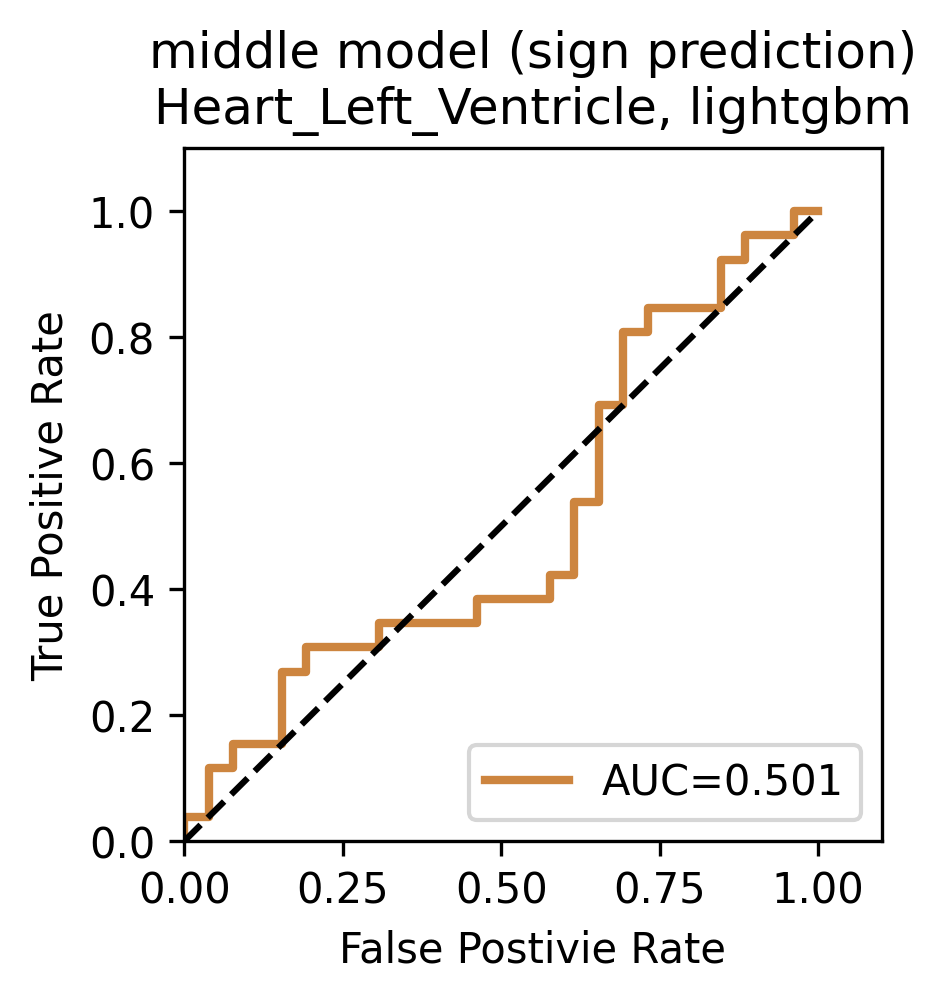 middle model (sign prediction)
Heart_Left_Ventricle, lightgbm
True Positive Rate
1.0
0.8
0.6
0.4
0.2
0.0
AUC=0.501
0.00 0.25 0.50 0.75 1.00
False Postivie Rate